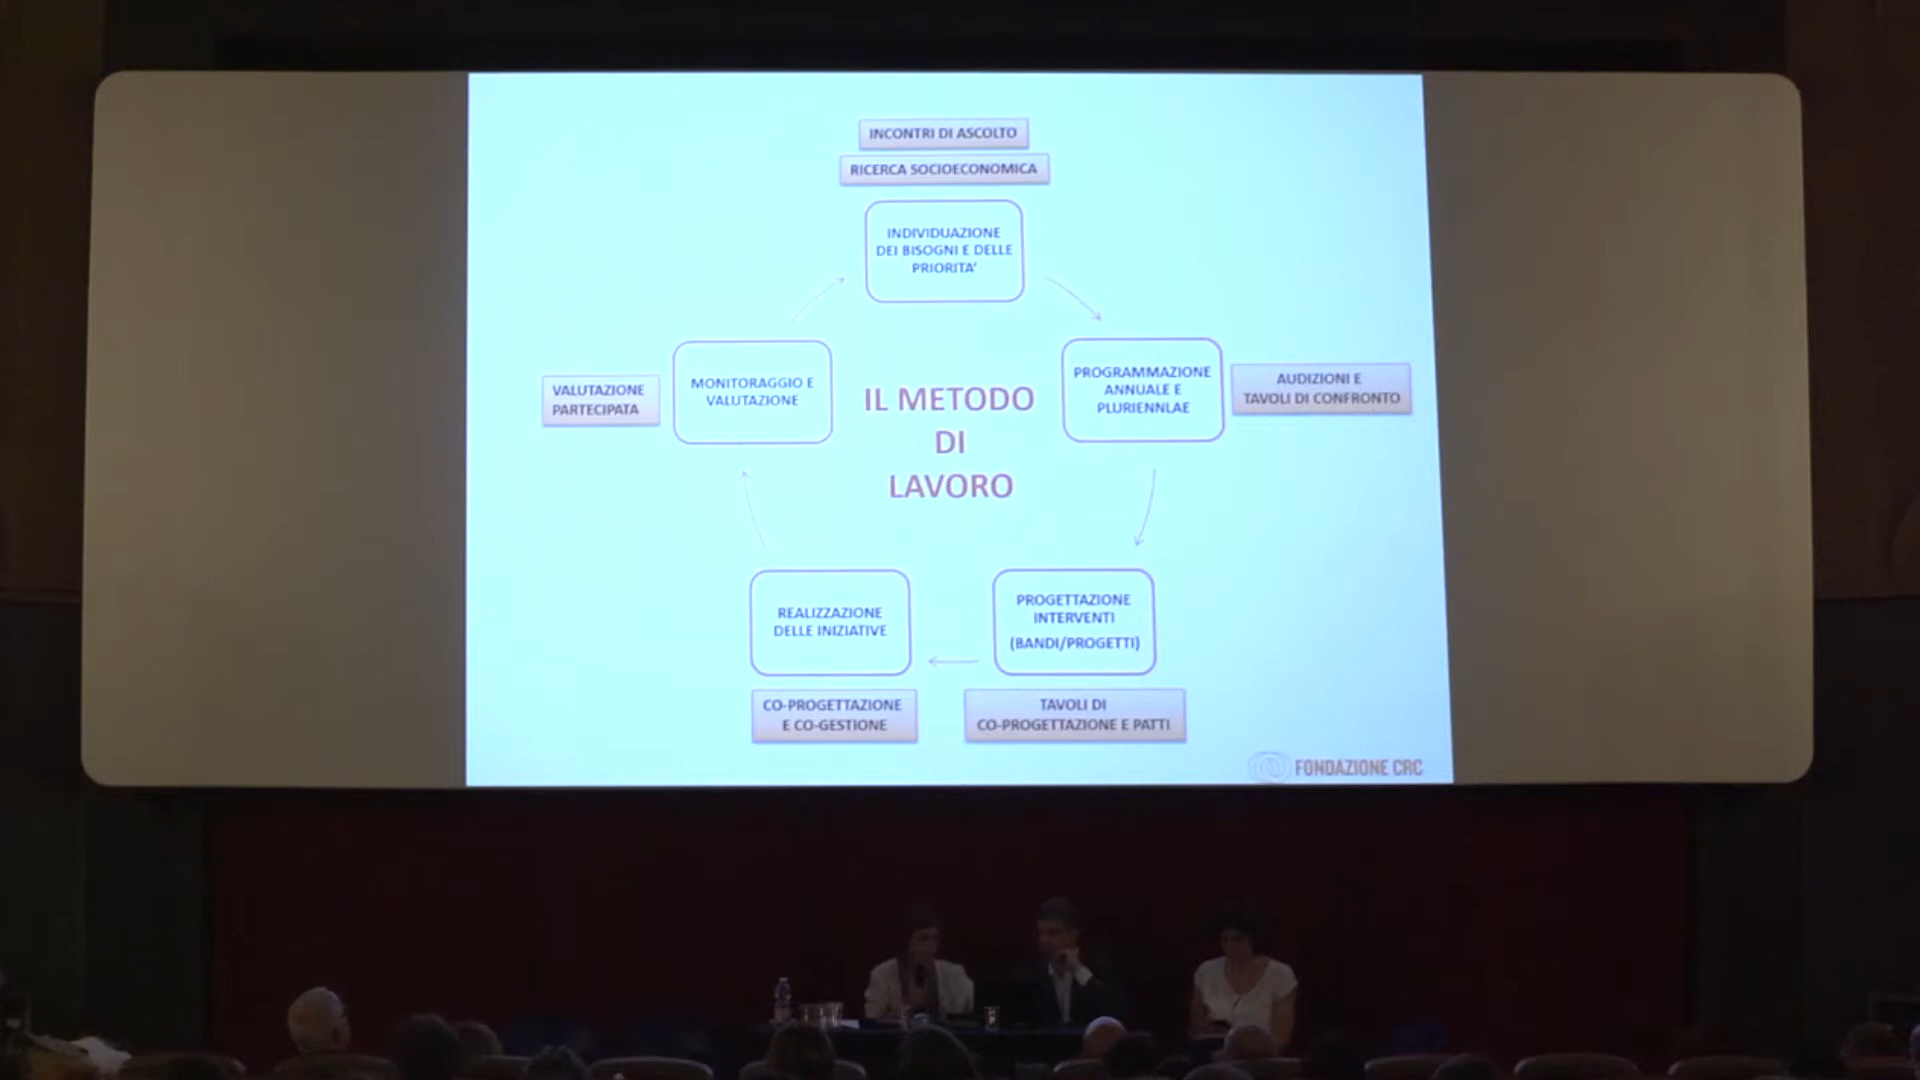 INCONTRI DI ASCOLTO
RICERCA SOCIOECONOMICA
INDIVIDUAZIONE
DEI BISOGNI E DELLE
PRIORITA'
PROGRAMMAZIONE
ANNUALE E
PLURIENNLAE
AUDIZIONI E
TAVOLI DI CONFRONTO
MONITORAGGIO E
VALUTAZIONE
VALUTAZIONE
PARTECIPATA
IL METODO
DI
LAVORO
REALIZZAZIONE
DELLE INIZIATIVE
CO-PROGETTAZIONE
E CO-GESTIONE
PROGETTAZIONE
INTERVENTI
(BANDI/PROGETTI)
TAVOLI DI
CO-PROGETTAZIONE E PATTI
FONDAZIONE CRC